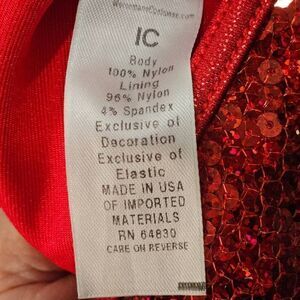 IC
Body
100% Nylon
Lining
96% Nylon
4% Spandex
Exclusive of
Decoration
Exclusive of
Elastic
MADE IN USA
OF IMPORTED
MATERIALS
RN 64830
CARE ON REVERSE